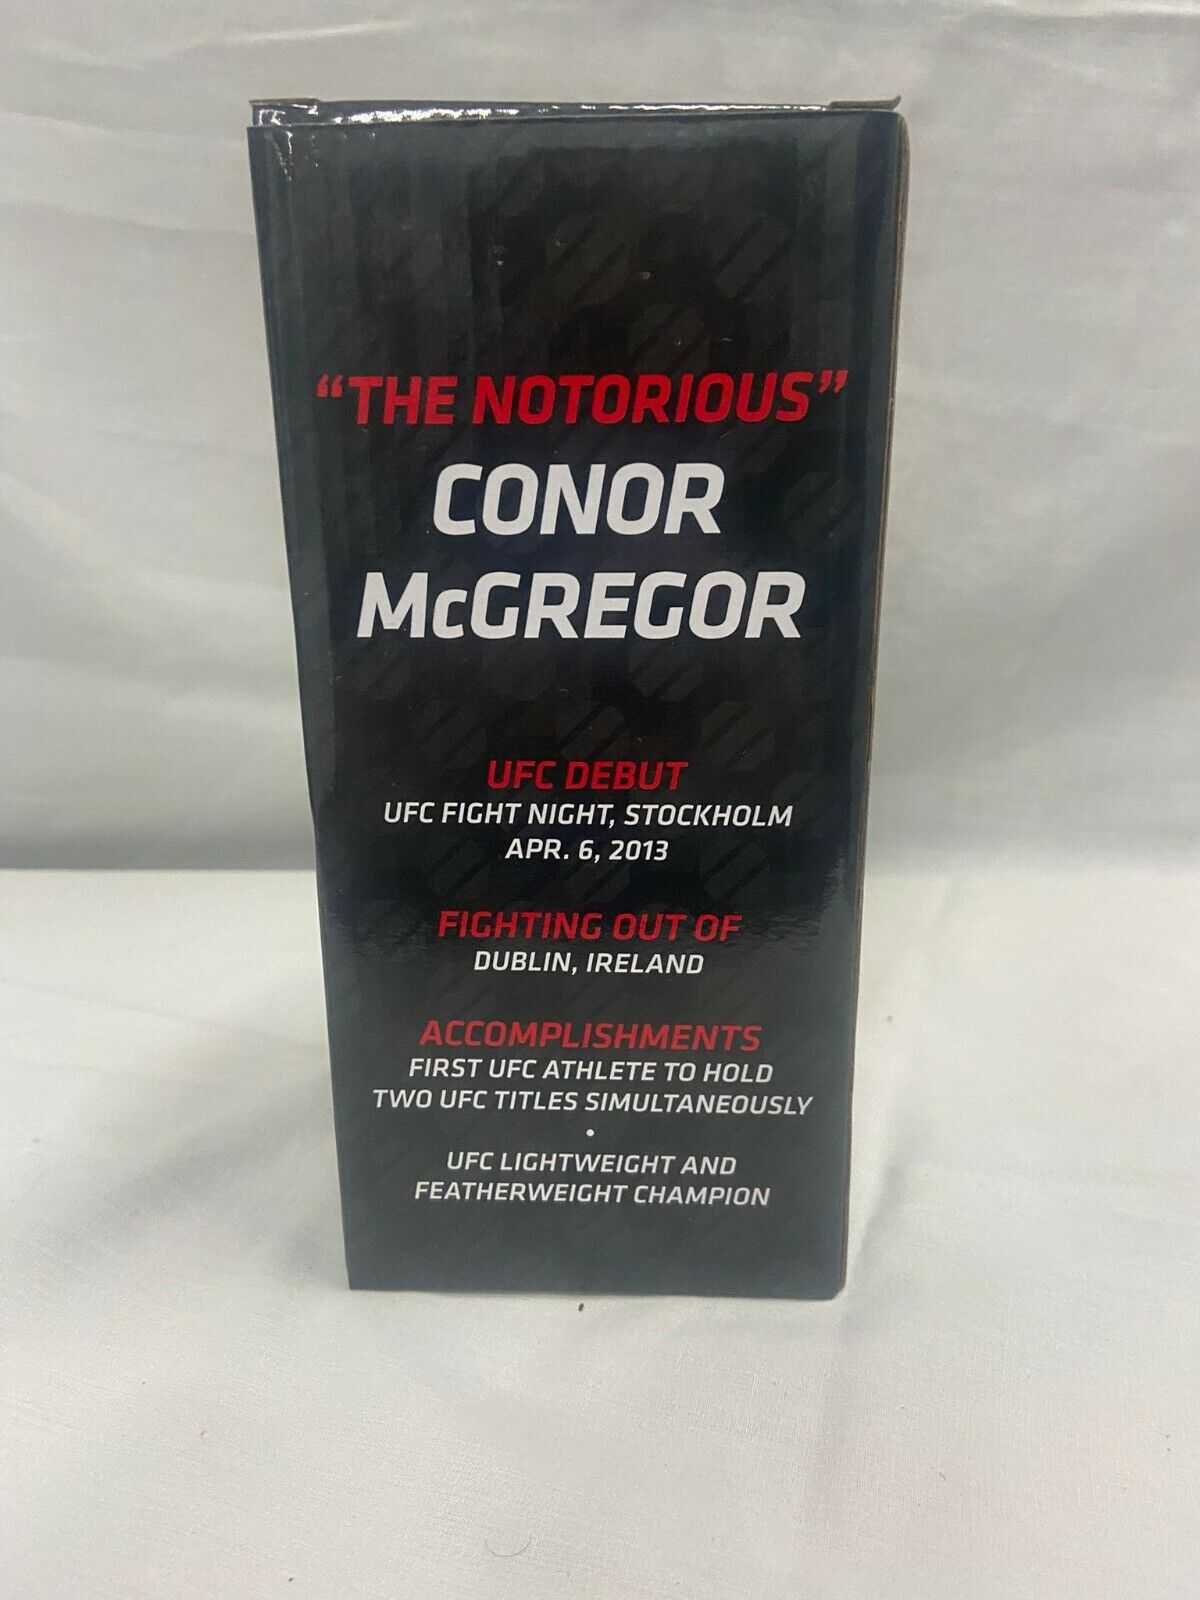 “THE NOTORIOUS”
CONOR
McGREGOR
UFC DEBUT
UFC FIGHT NIGHT, STOCKHOLM
APR. 6, 2013
FIGHTING OUT OF
DUBLIN, IRELAND
ACCOMPLISHMENTS
FIRST UFC ATHLETE TO HOLD
TWO UFC TITLES SIMULTANEOUSLY
•
UFC LIGHTWEIGHT AND
FEATHERWEIGHT CHAMPION